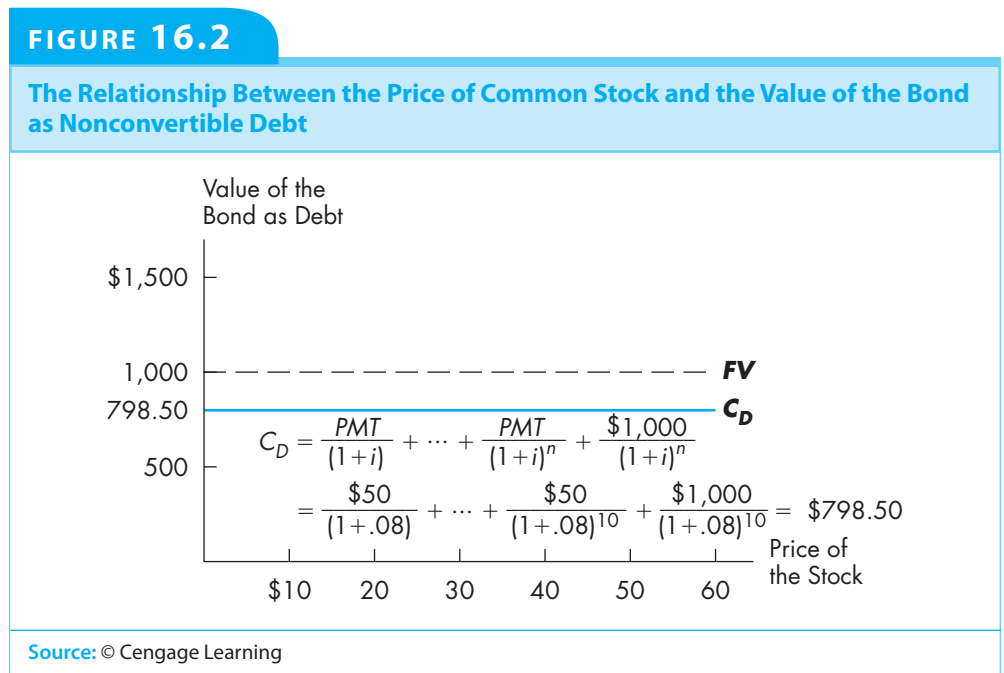 FIGURE 16.2
The Relationship Between the Price of Common Stock and the Value of the Bond
as Nonconvertible Debt
Value of the
Bond as Debt
$1,500
1,000
FV
798.50
C_D
C_D = PMT/(1+i) + ... + PMT/(1+i)^n + $1,000/(1+i)^n
500
= $50/(1+.08) + ... + $50/(1+.08)^10 + $1,000/(1+.08)^10 = $798.50
Price of
the Stock
$10 20 30 40 50 60
Source: © Cengage Learning